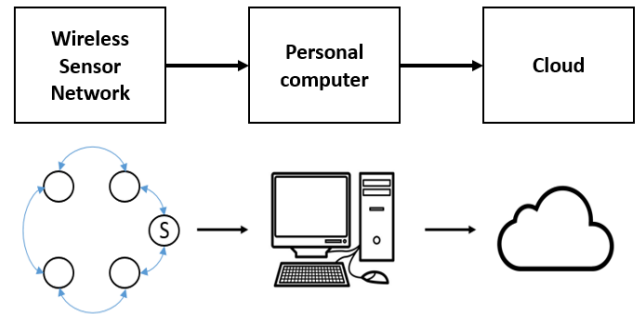 Wireless
Sensor
Network
Personal
computer
Cloud
S